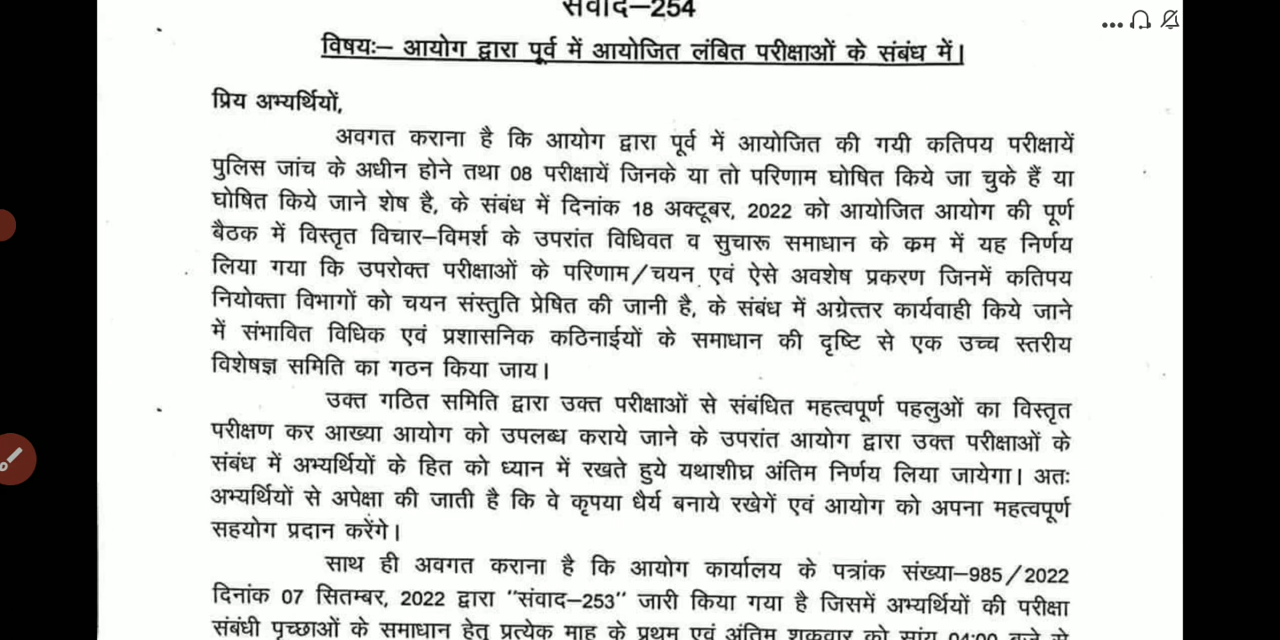 संवाद–254
विषयः– आयोग द्वारा पूर्व में आयोजित लंबित परीक्षाओं के संबंध में।
प्रिय अभ्यर्थियों,
अवगत कराना है कि आयोग द्वारा पूर्व में आयोजित की गयी कतिपय परीक्षायें
पुलिस जांच के अधीन होने तथा 08 परीक्षायें जिनके या तो परिणाम घोषित किये जा चुके हैं या
घोषित किये जाने शेष है, के संबंध में दिनांक 18 अक्टूबर, 2022 को आयोजित आयोग की पूर्ण
बैठक में विस्तृत विचार–विमर्श के उपरांत विधिवत व सुचारू समाधान के क्रम में यह निर्णय
लिया गया कि उपरोक्त परीक्षाओं के परिणाम/चयन एवं ऐसे अवशेष प्रकरण जिनमें कतिपय
नियोक्ता विभागों को चयन संस्तुति प्रेषित की जानी है, के संबंध में अग्रेत्तर कार्यवाही किये जाने
में संभावित विधिक एवं प्रशासनिक कठिनाईयों के समाधान की दृष्टि से एक उच्च स्तरीय
विशेषज्ञ समिति का गठन किया जाय।
उक्त गठित समिति द्वारा उक्त परीक्षाओं से संबंधित महत्वपूर्ण पहलुओं का विस्तृत
परीक्षण कर आख्या आयोग को उपलब्ध कराये जाने के उपरांत आयोग द्वारा उक्त परीक्षाओं के
संबंध में अभ्यर्थियों के हित को ध्यान में रखते हुये यथाशीघ्र अंतिम निर्णय लिया जायेगा। अतः
अभ्यर्थियों से अपेक्षा की जाती है कि वे कृपया धैर्य बनाये रखेगें एवं आयोग को अपना महत्वपूर्ण
सहयोग प्रदान करेंगे।
साथ ही अवगत कराना है कि आयोग कार्यालय के पत्रांक संख्या–985/2022
दिनांक 07 सितम्बर, 2022 द्वारा "संवाद–253" जारी किया गया है जिसमें अभ्यर्थियों की परीक्षा
संबंधी पृच्छाओं के समाधान हेतु प्रत्येक माह के प्रथम एवं अंतिम शुक्रवार को सांय 04:00 बजे से